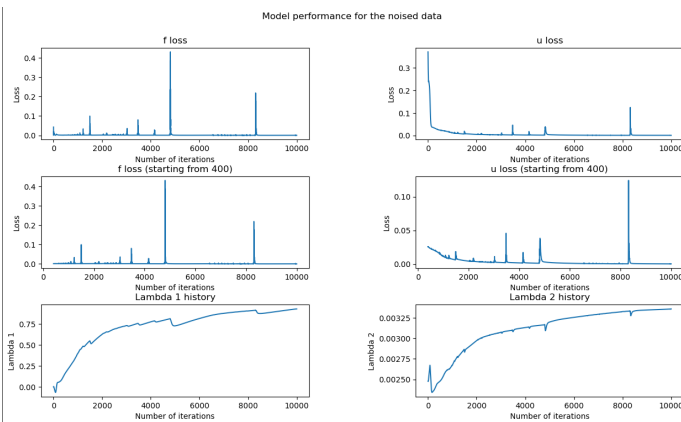 Model performance for the noised data
f loss
Loss
0.4
0.3
0.2
0.1
0.0
0 2000 4000 6000 8000 10000
Number of iterations
u loss
Loss
0.3
0.2
0.1
0.0
0 2000 4000 6000 8000 10000
Number of iterations
f loss (starting from 400)
Loss
0.4
0.3
0.2
0.1
0.0
0 2000 4000 6000 8000 10000
Number of iterations
u loss (starting from 400)
Loss
0.10
0.05
0.00
0 2000 4000 6000 8000 10000
Number of iterations
Lambda 1 history
Lambda 1
0.75
0.50
0.25
0.00
0 2000 4000 6000 8000 10000
Number of iterations
Lambda 2 history
Lambda 2
0.00325
0.00300
0.00275
0.00250
0 2000 4000 6000 8000 10000
Number of iterations